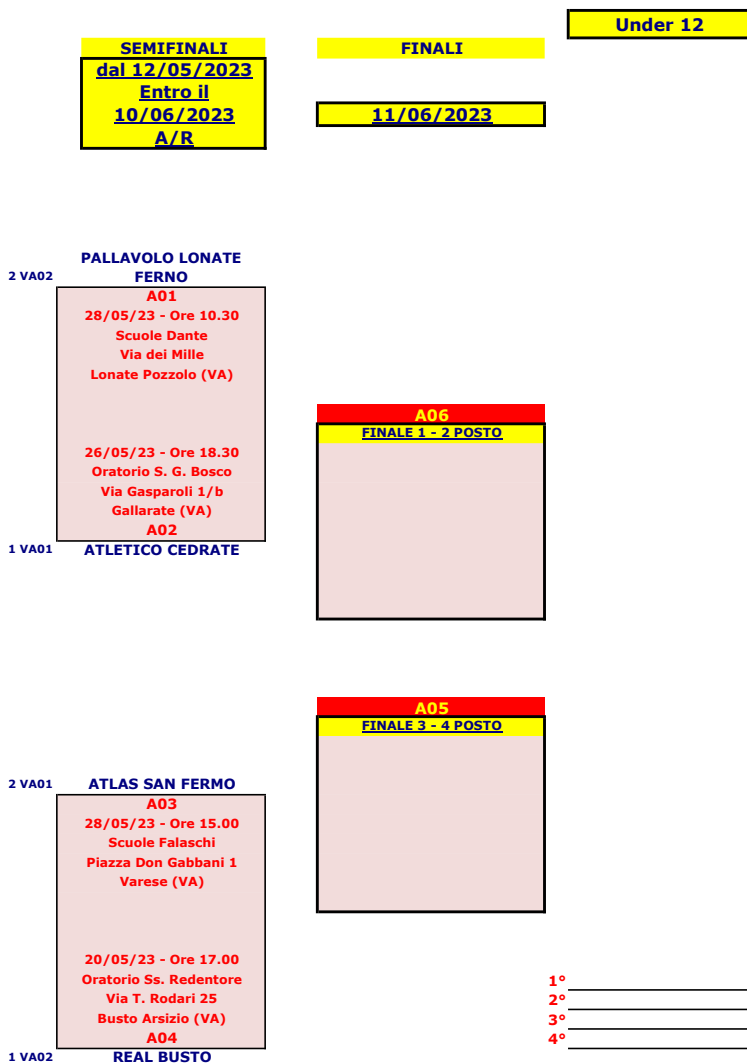 Under 12
SEMIFINALI
FINALI
dal 12/05/2023
Entro il
10/06/2023
A/R
11/06/2023
PALLAVOLO LONATE
2 VA02 FERNO
A01
28/05/23 - Ore 10.30
Scuole Dante
Via dei Mille
Lonate Pozzolo (VA)
26/05/23 - Ore 18.30
Oratorio S. G. Bosco
Via Gasparoli 1/b
Gallarate (VA)
A02
1 VA01 ATLETICO CEDRATE
A06
FINALE 1 - 2 POSTO
A05
FINALE 3 - 4 POSTO
2 VA01 ATLAS SAN FERMO
A03
28/05/23 - Ore 15.00
Scuole Falaschi
Piazza Don Gabbani 1
Varese (VA)
20/05/23 - Ore 17.00
Oratorio Ss. Redentore
Via T. Rodari 25
Busto Arsizio (VA)
A04
1 VA02 REAL BUSTO
1°
2°
3°
4°